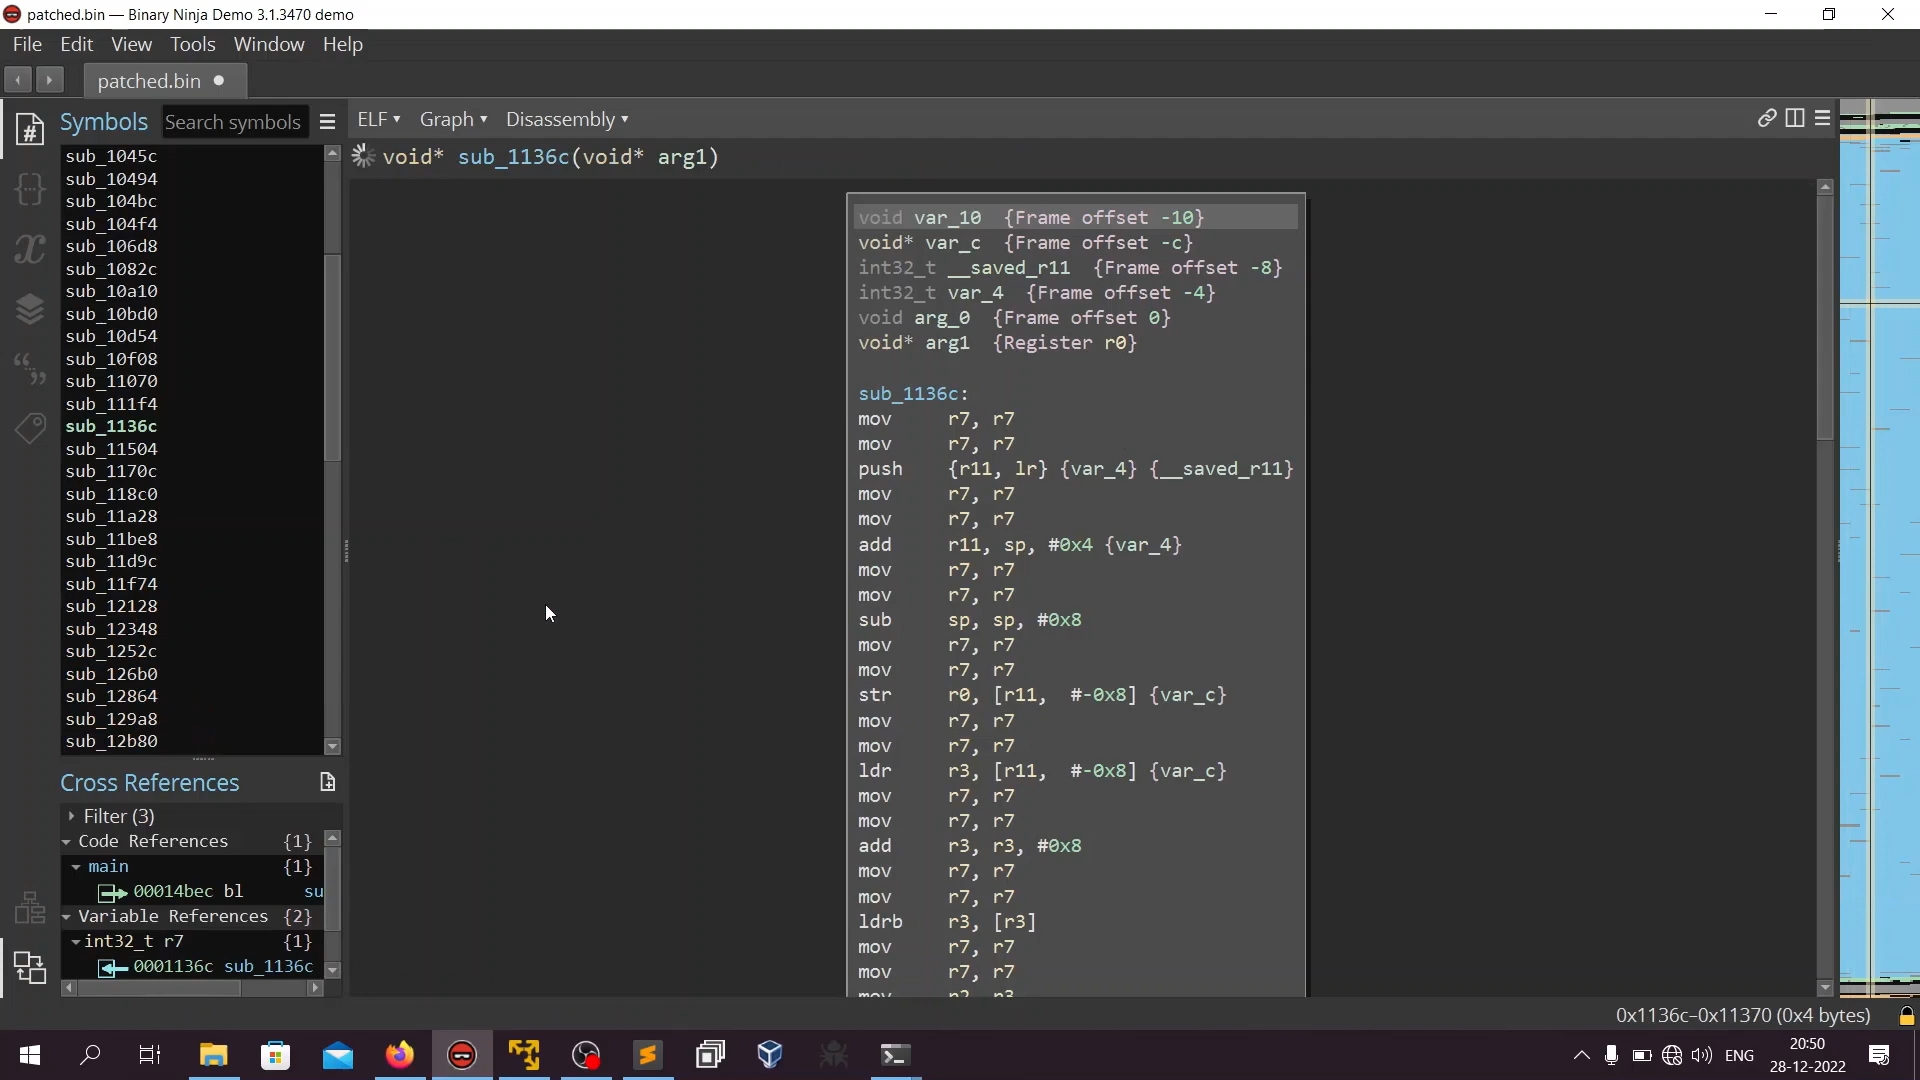 patched.bin — Binary Ninja Demo 3.1.3470 demo
File Edit View Tools Window Help
patched.bin
Symbols
Search symbols
sub_1045c
sub_10494
sub_104bc
sub_104f4
sub_106d8
sub_1082c
sub_10a10
sub_10bd0
sub_10d54
sub_10f08
sub_11070
sub_111f4
sub_1136c
sub_11504
sub_1170c
sub_118c0
sub_11a28
sub_11be8
sub_11d9c
sub_11f74
sub_12128
sub_12348
sub_1252c
sub_126b0
sub_12864
sub_129a8
sub_12b80
Cross References
Filter (3)
Code References {1}
main {1}
00014bec bl su
Variable References {2}
int32_t r7 {1}
0001136c sub_1136c
ELF Graph Disassembly
void* sub_1136c(void* arg1)
void var_10 {Frame offset -10}
void* var_c {Frame offset -c}
int32_t __saved_r11 {Frame offset -8}
int32_t var_4 {Frame offset -4}
void arg_0 {Frame offset 0}
void* arg1 {Register r0}
sub_1136c:
mov r7, r7
mov r7, r7
push {r11, lr} {var_4} {__saved_r11}
mov r7, r7
mov r7, r7
add r11, sp, #0x4 {var_4}
mov r7, r7
mov r7, r7
sub sp, sp, #0x8
mov r7, r7
mov r7, r7
str r0, [r11, #-0x8] {var_c}
mov r7, r7
mov r7, r7
ldr r3, [r11, #-0x8] {var_c}
mov r7, r7
mov r7, r7
add r3, r3, #0x8
mov r7, r7
mov r7, r7
ldrb r3, [r3]
mov r7, r7
mov r7, r7
mov r2, r3
0x1136c-0x11370 (0x4 bytes)
ENG
20:50
28-12-2022